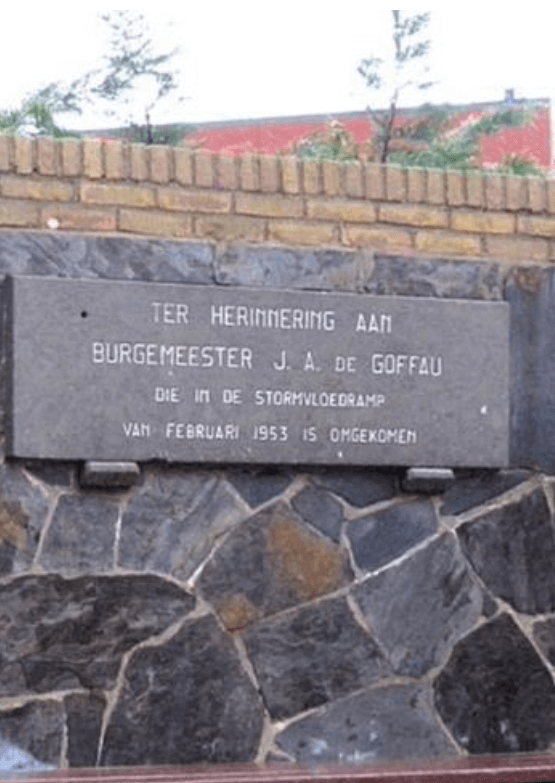 TER HERINNERING AAN
BURGEMEESTER J. A. DE GOFFAU
DIE IN DE STORMVLOEDRAMP
VAN FEBRUARI 1953 IS OMGEKOMEN